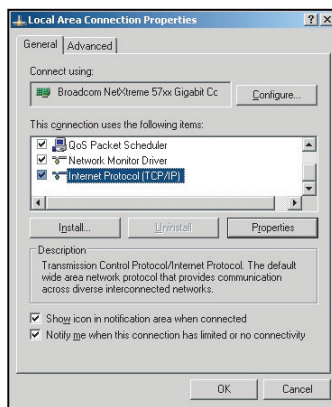 Local Area Connection Properties
General Advanced
Connect using:
Broadcom NetXtreme 57xx Gigabit Cc
Configure...
This connection uses the following items:
QoS Packet Scheduler
Network Monitor Driver
Internet Protocol (TCP/IP)
Install... Uninstall Properties
Description
Transmission Control Protocol/Internet Protocol. The default
wide area network protocol that provides communication
across diverse interconnected networks.
Show icon in notification area when connected
Notify me when this connection has limited or no connectivity
OK Cancel